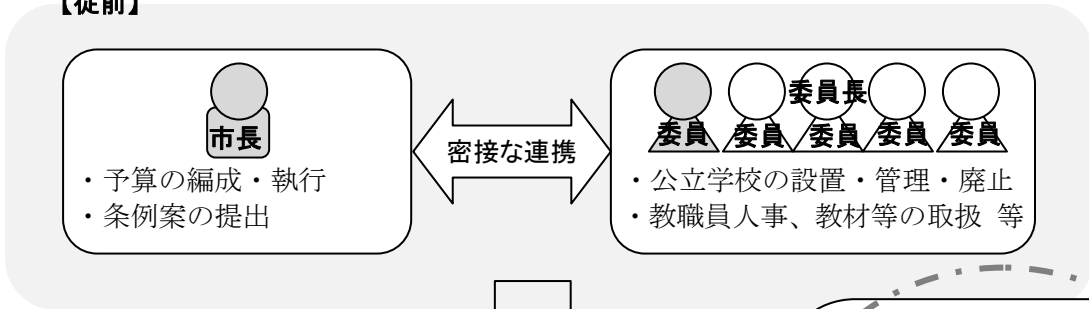 【従前】
市長
・予算の編成・執行
・条例案の提出
密接な連携
委員長
委員 委員 委員 委員 委員
・公立学校の設置・管理・廃止
・教職員人事、教材等の取扱 等